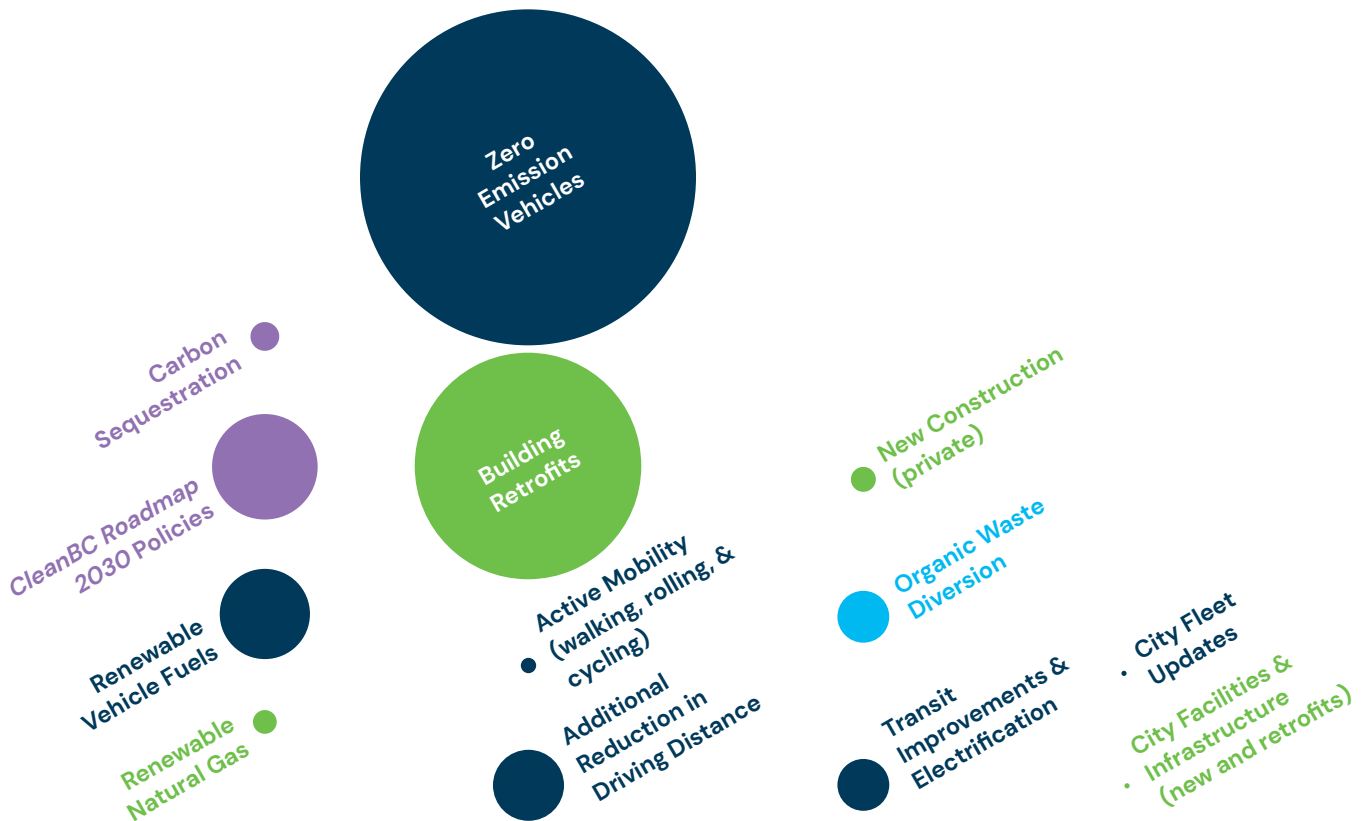 Zero
Emission
Vehicles
Carbon
Sequestration
Building
Retrofits
New Construction
(private)
CleanBC Roadmap
2030 Policies
Organic Waste
Diversion
Active Mobility
(walking, rolling, &
cycling)
City Fleet
Updates
Renewable
Vehicle Fuels
Additional
Reduction in
Driving Distance
Transit
Improvements &
Electrification
City Facilities &
Infrastructure
(new and retrofits)
Renewable
Natural Gas